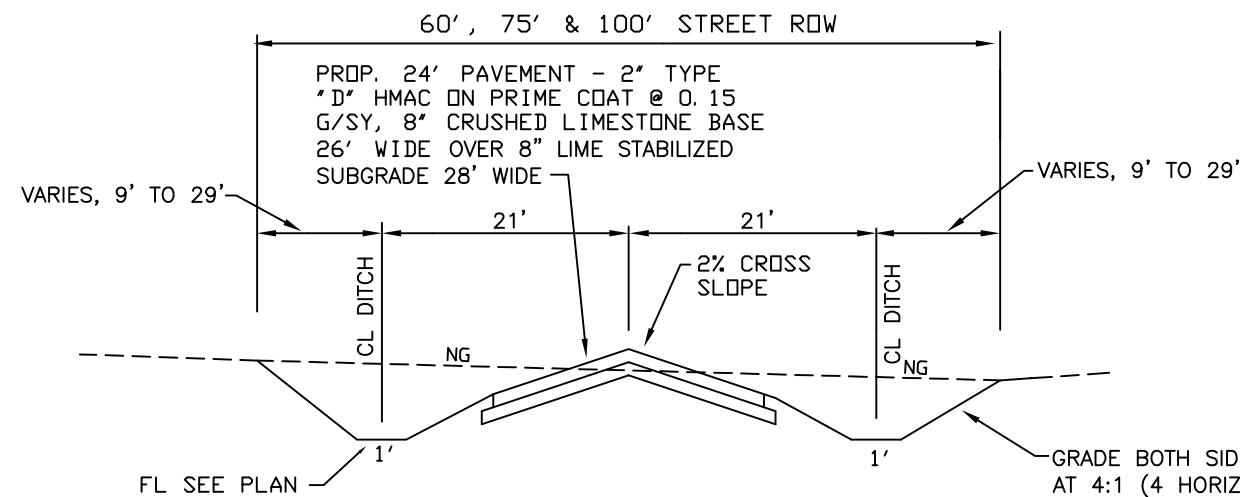 60', 75' & 100' STREET ROW
PROP. 24' PAVEMENT - 2" TYPE
"D" HMAC ON PRIME COAT @ 0.15
G/SY, 8" CRUSHED LIMESTONE BASE
26' WIDE OVER 8" LIME STABILIZED
SUBGRADE 28' WIDE
VARIES, 9' TO 29'
VARIES, 9' TO 29'
21'
21'
2% CROSS
SLOPE
CL DITCH
CL DITCH
NG
NG
1'
1'
FL SEE PLAN
GRADE BOTH SID
AT 4:1 (4 HORIZ